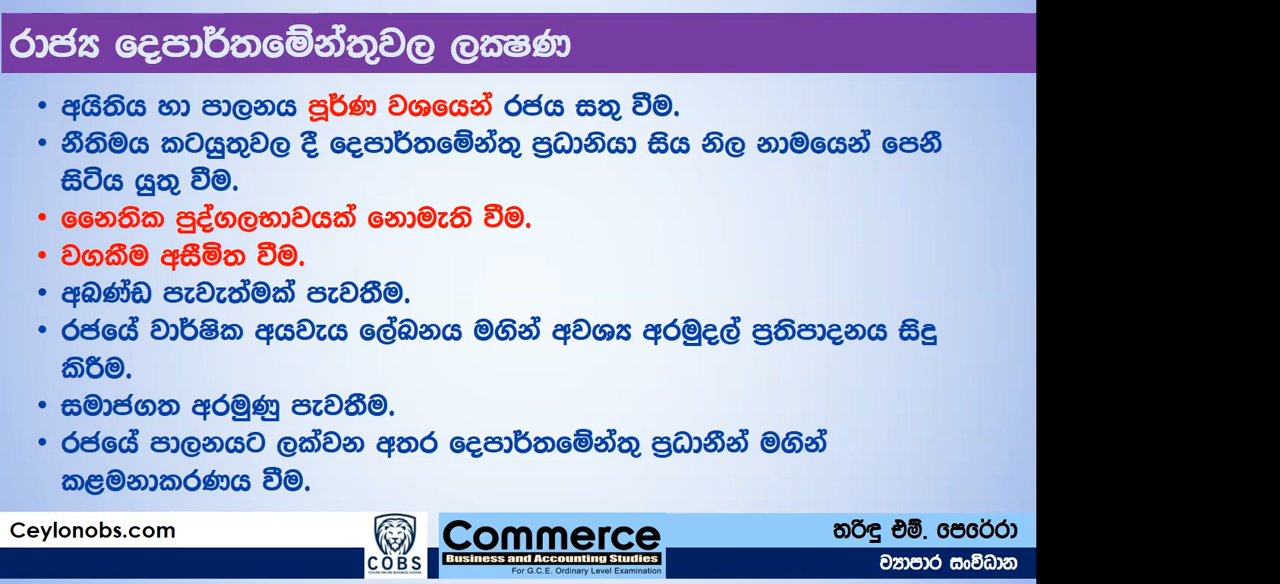 රාජ්‍ය දෙපාර්තමේන්තුවල ලක්‍ෂණ
• අයිතිය හා පාලනය පූර්ණ වශයෙන් රජය සතු වීම.
• නීතිමය කටයුතුවල දී දෙපාර්තමේන්තු ප්‍රධානියා සිය නිල නාමයෙන් පෙනී
සිටිය යුතු වීම.
• නෛතික පුද්ගලභාවයක් නොමැති වීම.
• වගකීම අසීමිත වීම.
• අඛණ්ඩ පැවැත්මක් පැවතීම.
• රජයේ වාර්ෂික අයවැය ලේඛනය මගින් අවශ්‍ය අරමුදල් ප්‍රතිපාදනය සිදු
කිරීම.
• සමාජගත අරමුණු පැවතීම.
• රජයේ පාලනයට ලක්වන අතර දෙපාර්තමේන්තු ප්‍රධානීන් මගින්
කළමනාකරණය වීම.
Ceylonobs.com
COBS
Commerce
Business and Accounting Studies
For G.C.E. Ordinary Level Examination
තරිඳු එම්. පෙරේරා
ව්‍යාපාර සංවිධාන